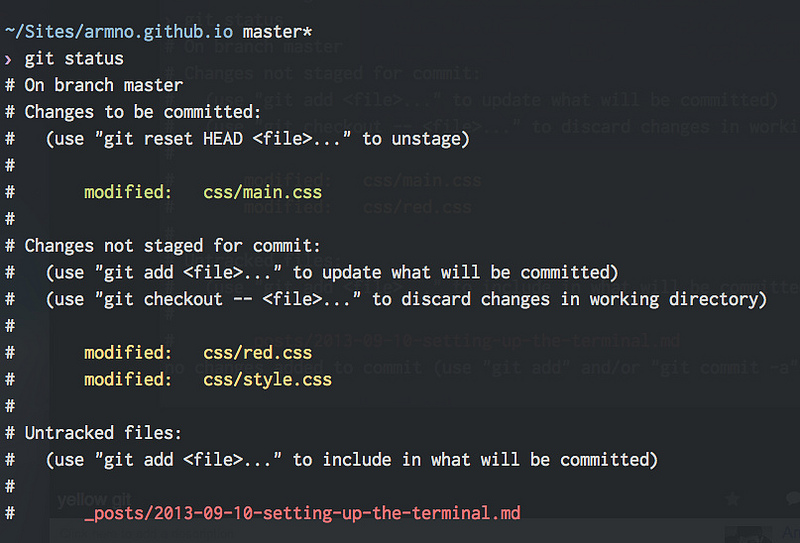 ~/Sites/armno.github.io master*
› git status
# On branch master
# Changes to be committed:
#   (use "git reset HEAD <file>..." to unstage)
#
#       modified:   css/main.css
#
# Changes not staged for commit:
#   (use "git add <file>..." to update what will be committed)
#   (use "git checkout -- <file>..." to discard changes in working directory)
#
#       modified:   css/red.css
#       modified:   css/style.css
#
# Untracked files:
#   (use "git add <file>..." to include in what will be committed)
#
yellow git
#       _posts/2013-09-10-setting-up-the-terminal.md